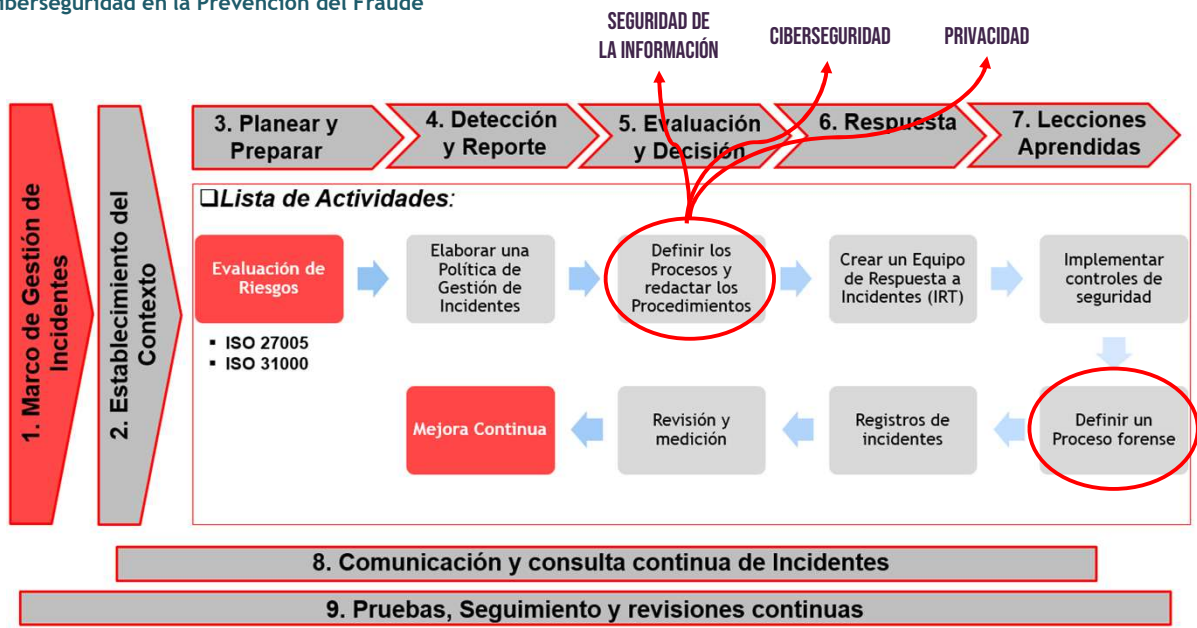 iberseguridad en la Prevención del Fraude
SEGURIDAD DE
LA INFORMACIÓN
CIBERSEGURIDAD
PRIVACIDAD
1. Marco de Gestión de
Incidentes
2. Establecimiento del
Contexto
3. Planear y
Preparar
4. Detección
y Reporte
5. Evaluación
y Decisión
6. Respuesta
7. Lecciones
Aprendidas
❑Lista de Actividades:
Evaluación de
Riesgos
▪ ISO 27005
▪ ISO 31000
Elaborar una
Política de
Gestión de
Incidentes
Definir los
Procesos y
redactar los
Procedimientos
Crear un Equipo
de Respuesta a
Incidentes (IRT)
Implementar
controles de
seguridad
Definir un
Proceso forense
Registros de
incidentes
Revisión y
medición
Mejora Continua
8. Comunicación y consulta continua de Incidentes
9. Pruebas, Seguimiento y revisiones continuas